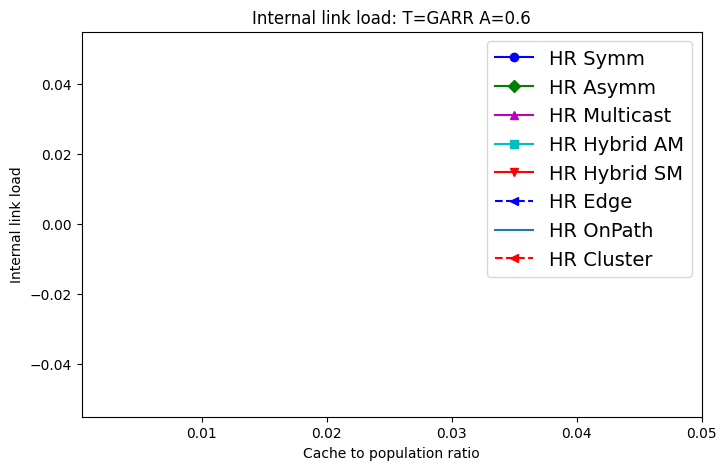 Internal link load: T=GARR A=0.6
HR Symm
HR Asymm
HR Multicast
HR Hybrid AM
HR Hybrid SM
HR Edge
HR OnPath
HR Cluster
Internal link load
0.04
0.02
0.00
−0.02
−0.04
0.01
0.02
0.03
0.04
0.05
Cache to population ratio